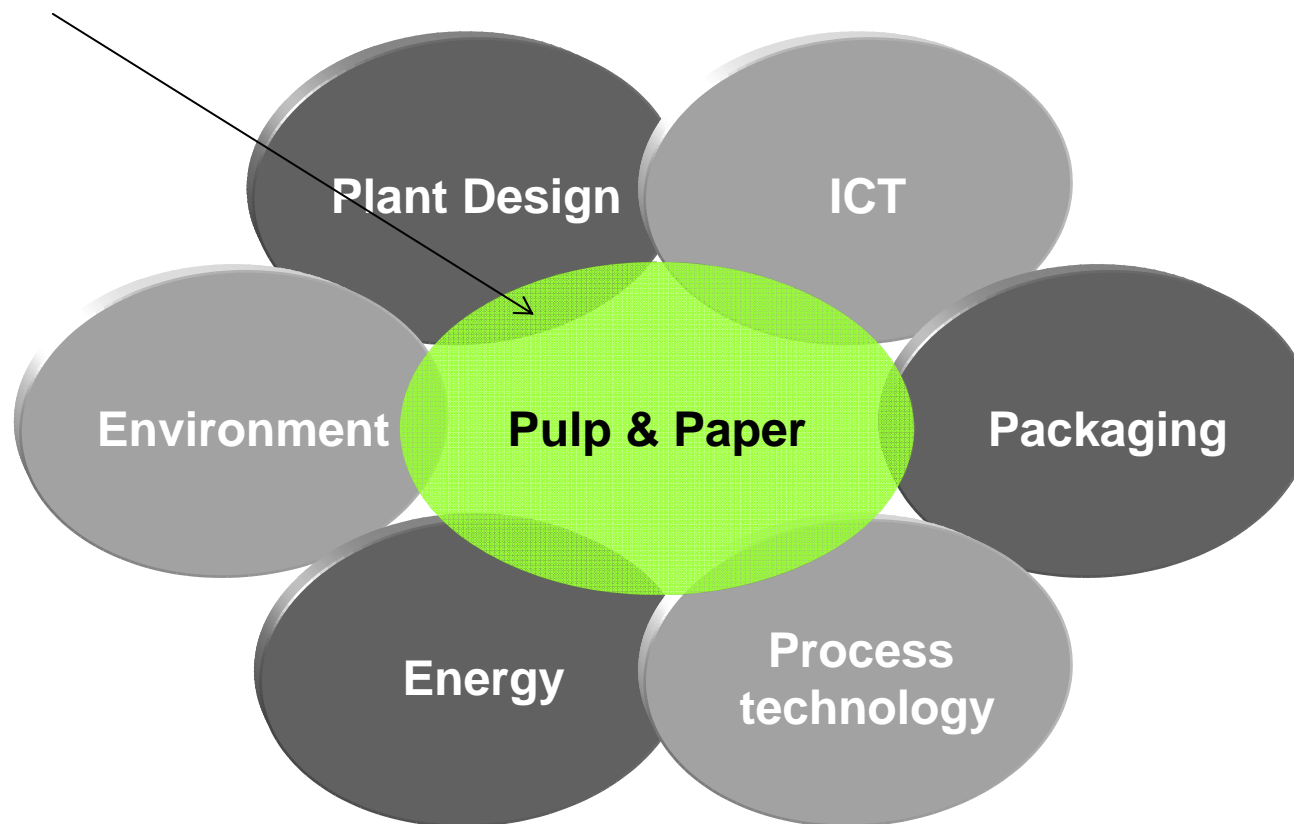 Plant Design
ICT
Environment
Pulp & Paper
Packaging
Energy
Process
technology